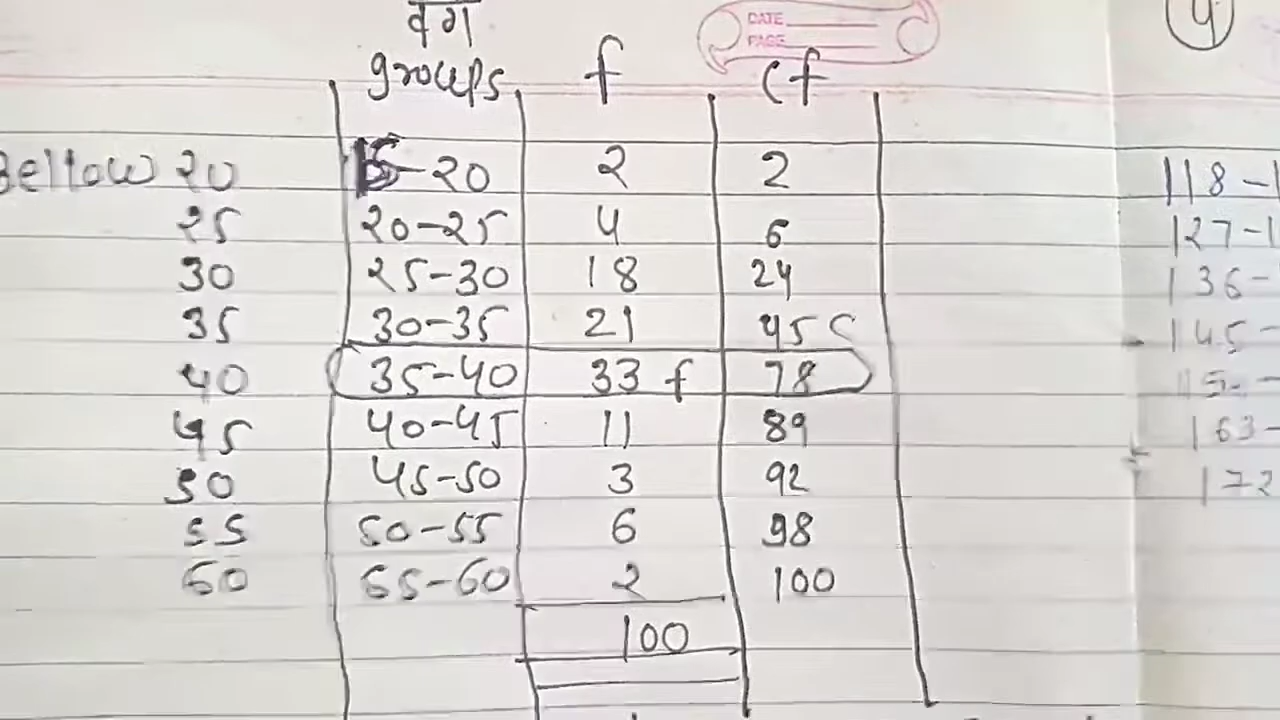 वर्ग
DATE
PAGE
4
groups f Cf
Bellow 20 15-20 2 2
25 20-25 4 6
30 25-30 18 24
35 30-35 21 45 C
40 35-40 33 f 78
45 40-45 11 89
50 45-50 3 92
55 50-55 6 98
60 55-60 2 100
100
118-1
127-1
136-
145-
163-
172